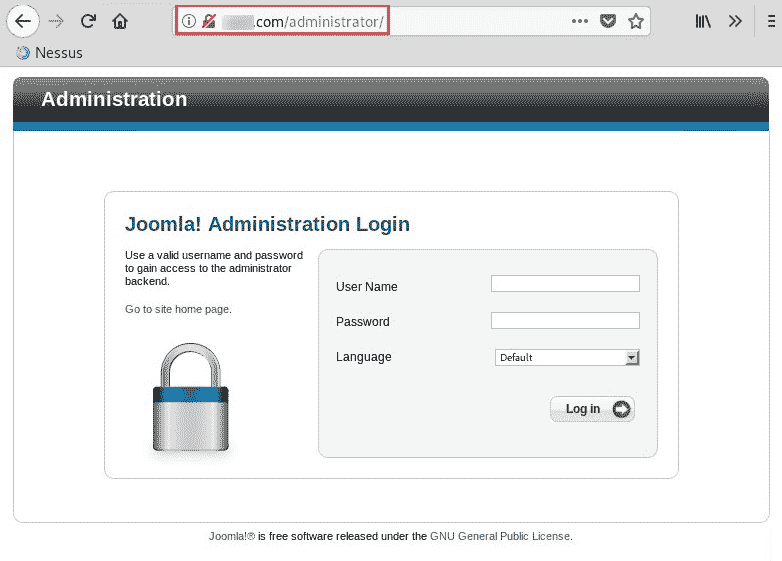 .com/administrator/
Nessus
Administration
Joomla! Administration Login
Use a valid username and password
to gain access to the administrator
backend.
Go to site home page.
User Name
Password
Language
Default
Log in
Joomla!® is free software released under the GNU General Public License.